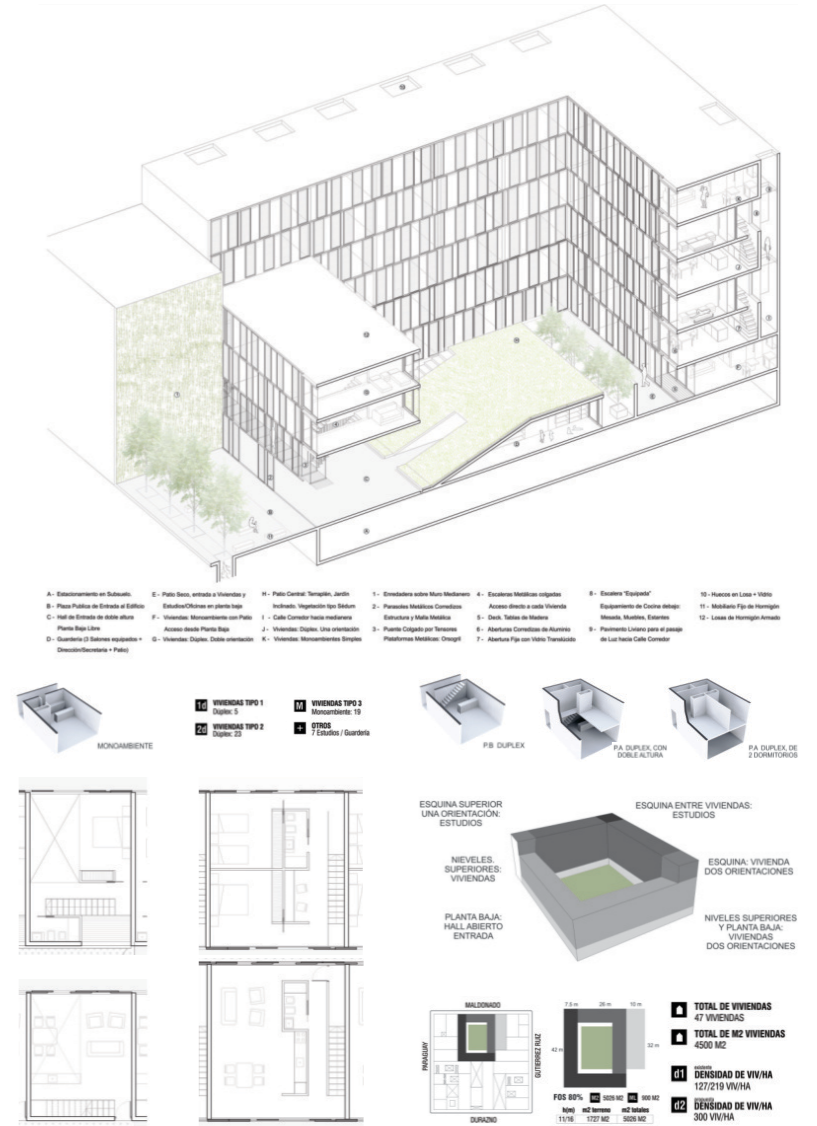 A - Estacionamiento en Subsuelo.
B - Plaza Publica de Entrada al Edificio
C - Hall de Entrada de doble altura
Planta Baja Libre
D - Guardería (3 Salones equipados +
Dirección/Secretaria + Patio)
E - Patio Seco, entrada a Viviendas y
Estudios/Oficinas en planta baja
F - Viviendas: Monoambiente con Patio
Acceso desde Planta Baja
G - Viviendas: Dúplex. Doble orientación
H - Patio Central: Terraplén, Jardín
Inclinado. Vegetación tipo Sédum
I - Calle Corredor hacia medianera
J - Viviendas: Dúplex. Una orientación
K - Viviendas: Monoambientes Simples
1 - Enredadera sobre Muro Medianero
2 - Parasoles Metálicos Corredizos
Estructura y Malla Metálica
3 - Puente Colgado por Tensores
Plataformas Metálicas: Orsogril
4 - Escaleras Metálicas colgadas
Acceso directo a cada Vivienda
5 - Deck. Tablas de Madera
6 - Aberturas Corredizas de Aluminio
7 - Abertura Fija con Vidrio Translúcido
8 - Escalera "Equipada"
Equipamiento de Cocina debajo:
Mesada, Muebles, Estantes
9 - Pavimento Liviano para el pasaje
de Luz hacia Calle Corredor
10 - Huecos en Losa + Vidrio
11 - Mobiliario Fijo de Hormigón
12 - Losas de Hormigón Armado
MONOAMBIENTE
1d VIVIENDAS TIPO 1
Dúplex: 5
2d VIVIENDAS TIPO 2
Dúplex: 23
M VIVIENDAS TIPO 3
Monoambiente: 19
+ OTROS
7 Estudios / Guardería
P.B DUPLEX
P.A DUPLEX, CON
DOBLE ALTURA
P.A DUPLEX, DE
2 DORMITORIOS
ESQUINA SUPERIOR
UNA ORIENTACIÓN:
ESTUDIOS
ESQUINA ENTRE VIVIENDAS:
ESTUDIOS
NIEVELES.
SUPERIORES:
VIVIENDAS
ESQUINA: VIVIENDA
DOS ORIENTACIONES
PLANTA BAJA:
HALL ABIERTO
ENTRADA
NIVELES SUPERIORES
Y PLANTA BAJA:
VIVIENDAS
DOS ORIENTACIONES
MALDONADO
PARAGUAY
GUTIERREZ RUIZ
DURAZNO
7.5 m 26 m 10 m
42 m
32 m
FOS 80% M2 5026 M2 ML 900 M2
h(m) m2 terreno m2 totales
11/16 1727 M2 5026 M2
TOTAL DE VIVIENDAS
47 VIVIENDAS
TOTAL DE M2 VIVIENDAS
4500 M2
existente
d1 DENSIDAD DE VIV/HA
127/219 VIV/HA
propuesta
d2 DENSIDAD DE VIV/HA
300 VIV/HA